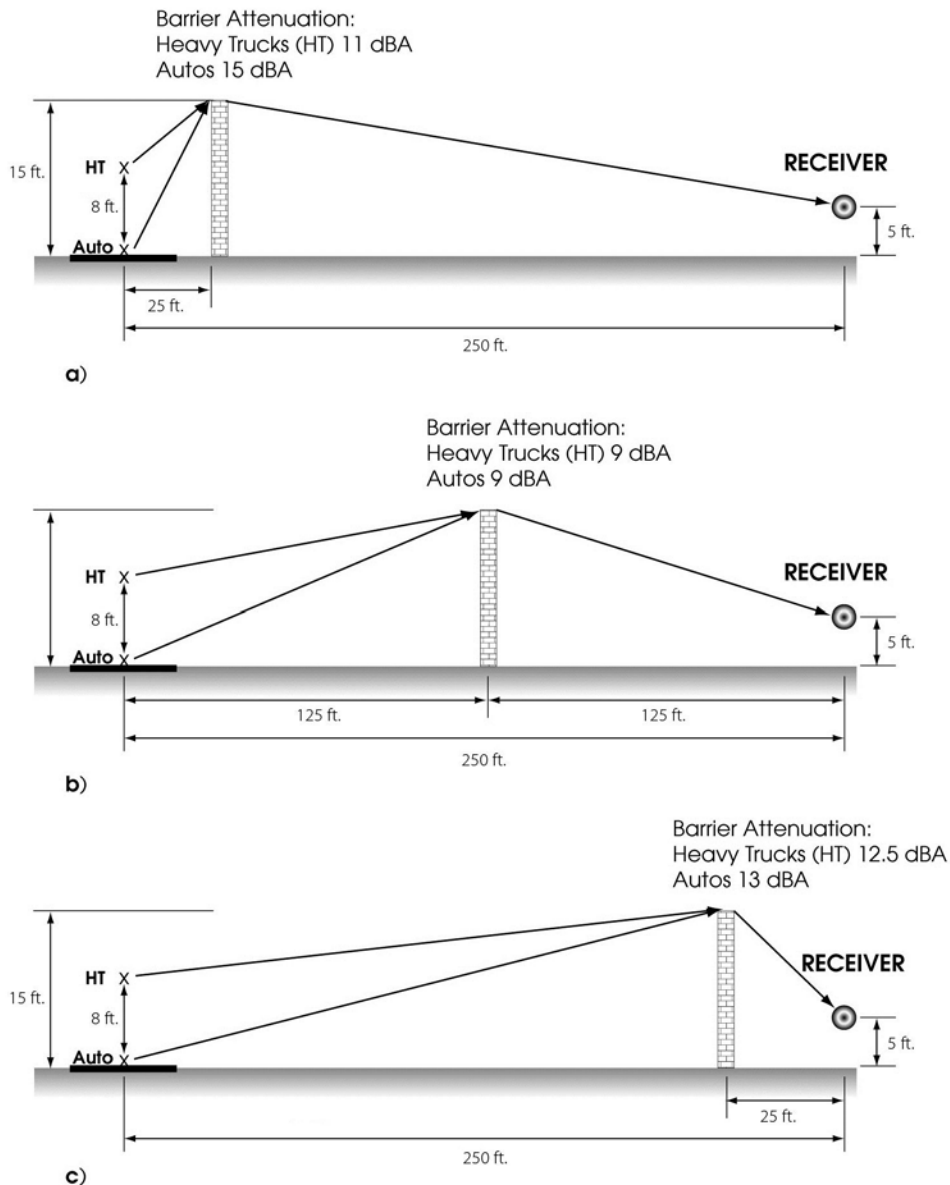 Barrier Attenuation:
Heavy Trucks (HT) 11 dBA
Autos 15 dBA
15 ft.
HT X
8 ft.
Auto X
RECEIVER
5 ft.
25 ft.
250 ft.
a)
Barrier Attenuation:
Heavy Trucks (HT) 9 dBA
Autos 9 dBA
HT X
8 ft.
Auto X
RECEIVER
5 ft.
125 ft.
125 ft.
250 ft.
b)
Barrier Attenuation:
Heavy Trucks (HT) 12.5 dBA
Autos 13 dBA
15 ft.
HT X
8 ft.
Auto X
RECEIVER
5 ft.
25 ft.
250 ft.
c)